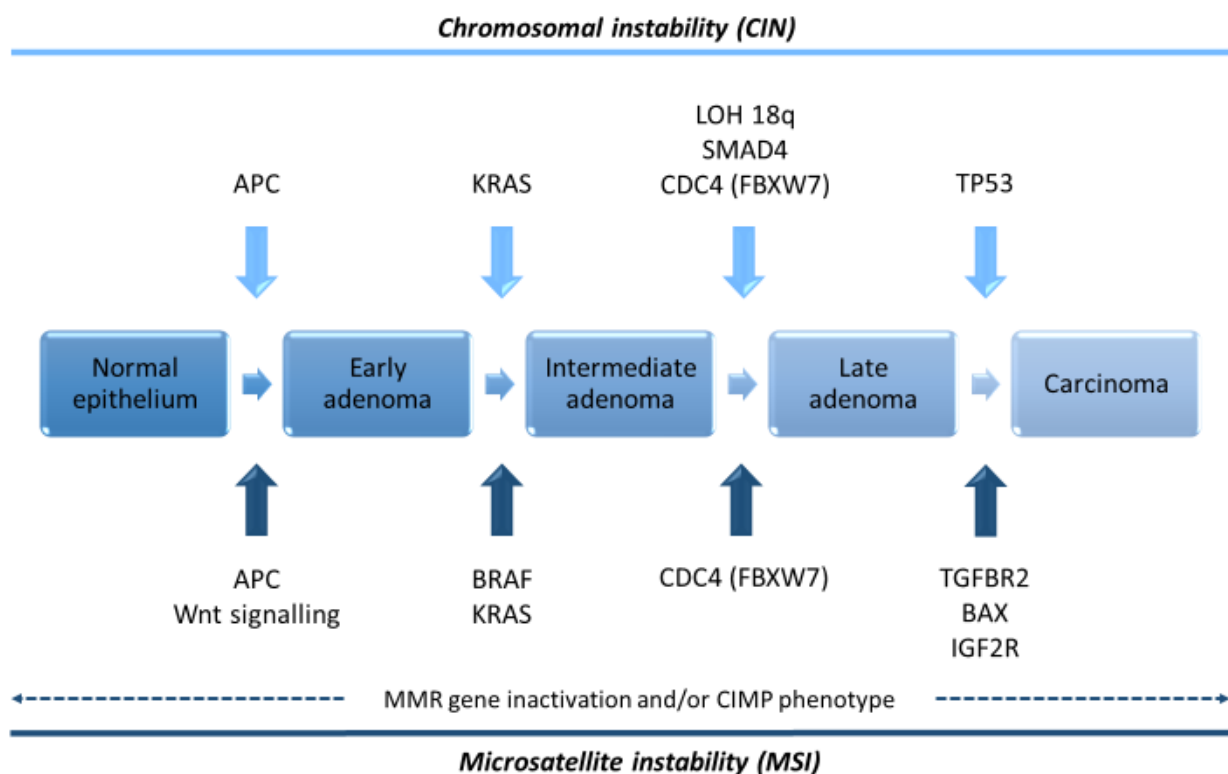 Chromosomal instability (CIN)
LOH 18q
SMAD4
APC
KRAS
CDC4 (FBXW7)
TP53
Normal
epithelium
Early
adenoma
Intermediate
adenoma
Late
adenoma
Carcinoma
APC
Wnt signalling
BRAF
KRAS
CDC4 (FBXW7)
TGFBR2
BAX
IGF2R
MMR gene inactivation and/or CIMP phenotype
Microsatellite instability (MSI)